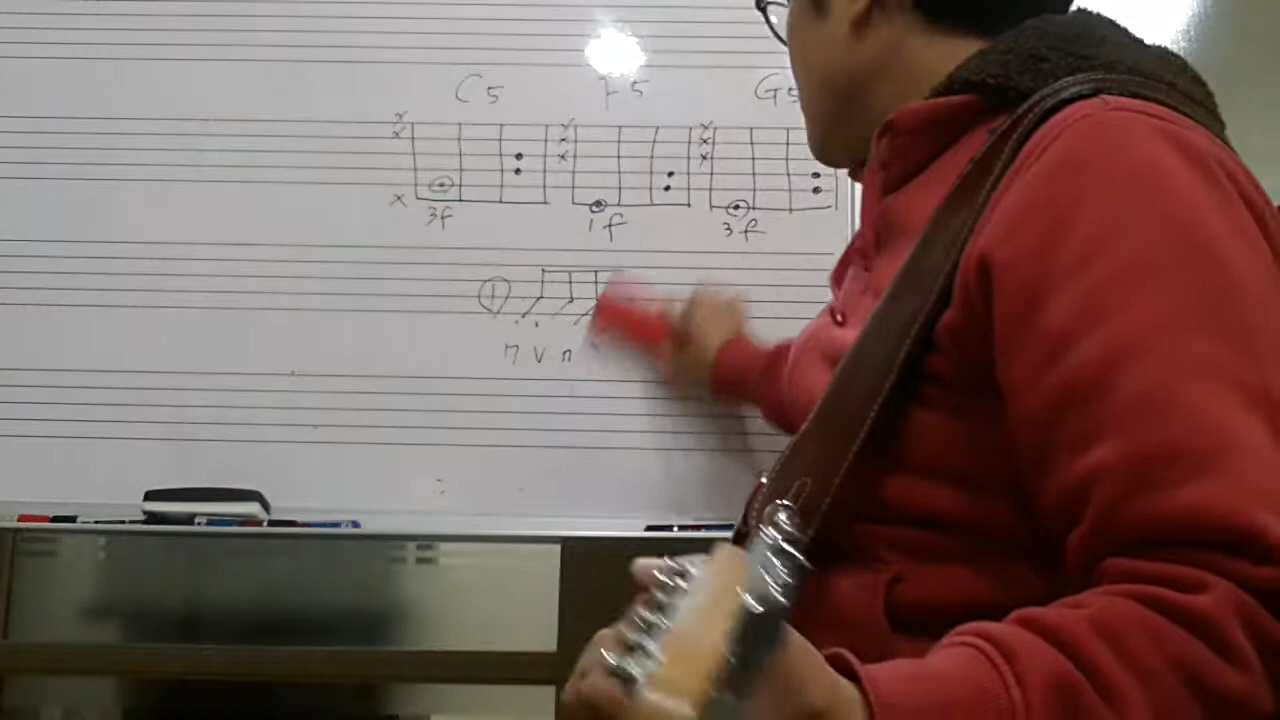 C5 F5 G5
x x x
x x x
x x
x
3f 1f 3f
①
n v n